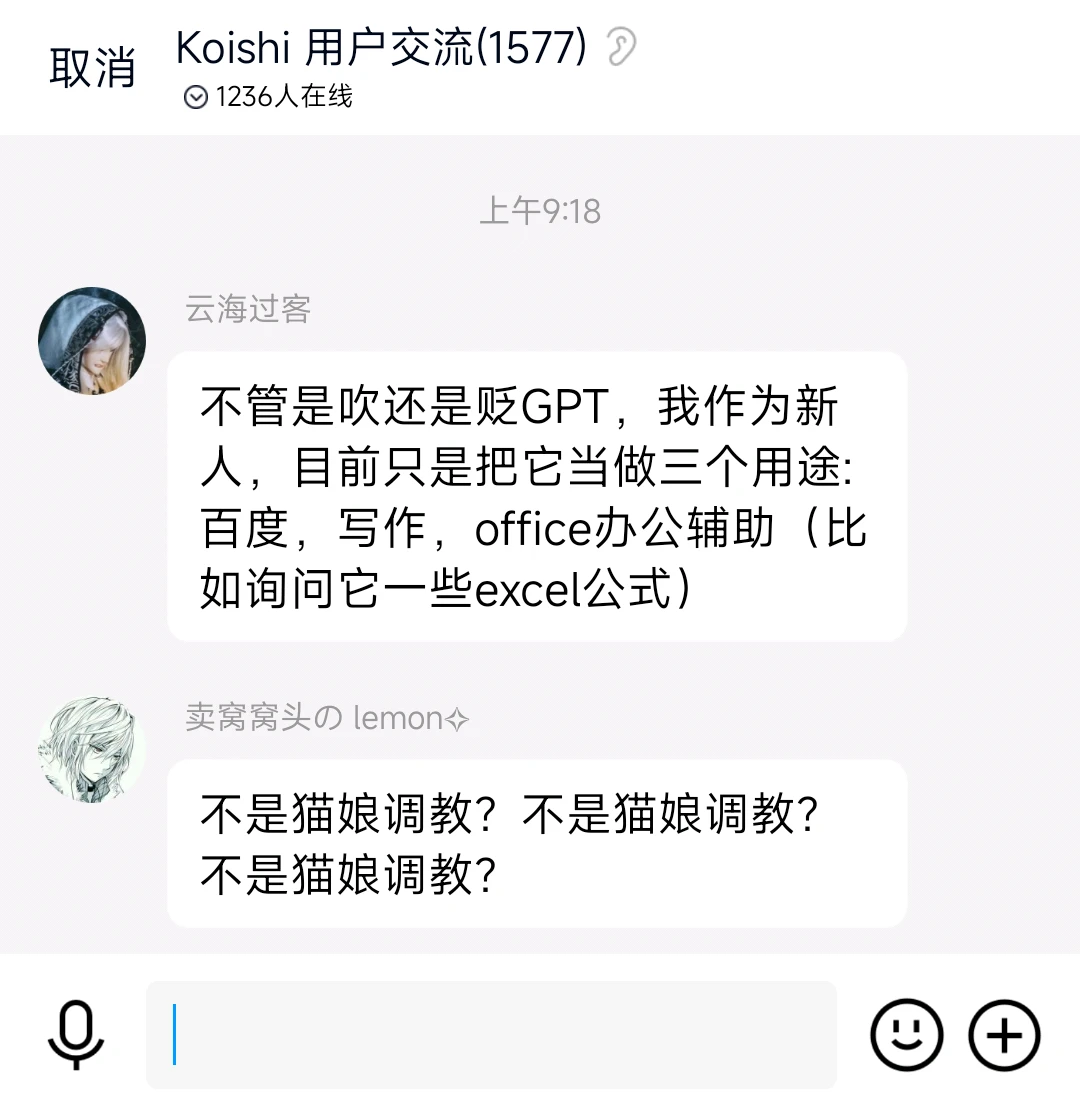 取消
Koishi 用户交流(1577)
1236人在线
上午9:18
云海过客
不管是吹还是贬GPT，我作为新
人，目前只是把它当做三个用途:
百度，写作，office办公辅助（比
如询问它一些excel公式）
卖窝窝头の lemon✧
不是猫娘调教？不是猫娘调教？
不是猫娘调教？